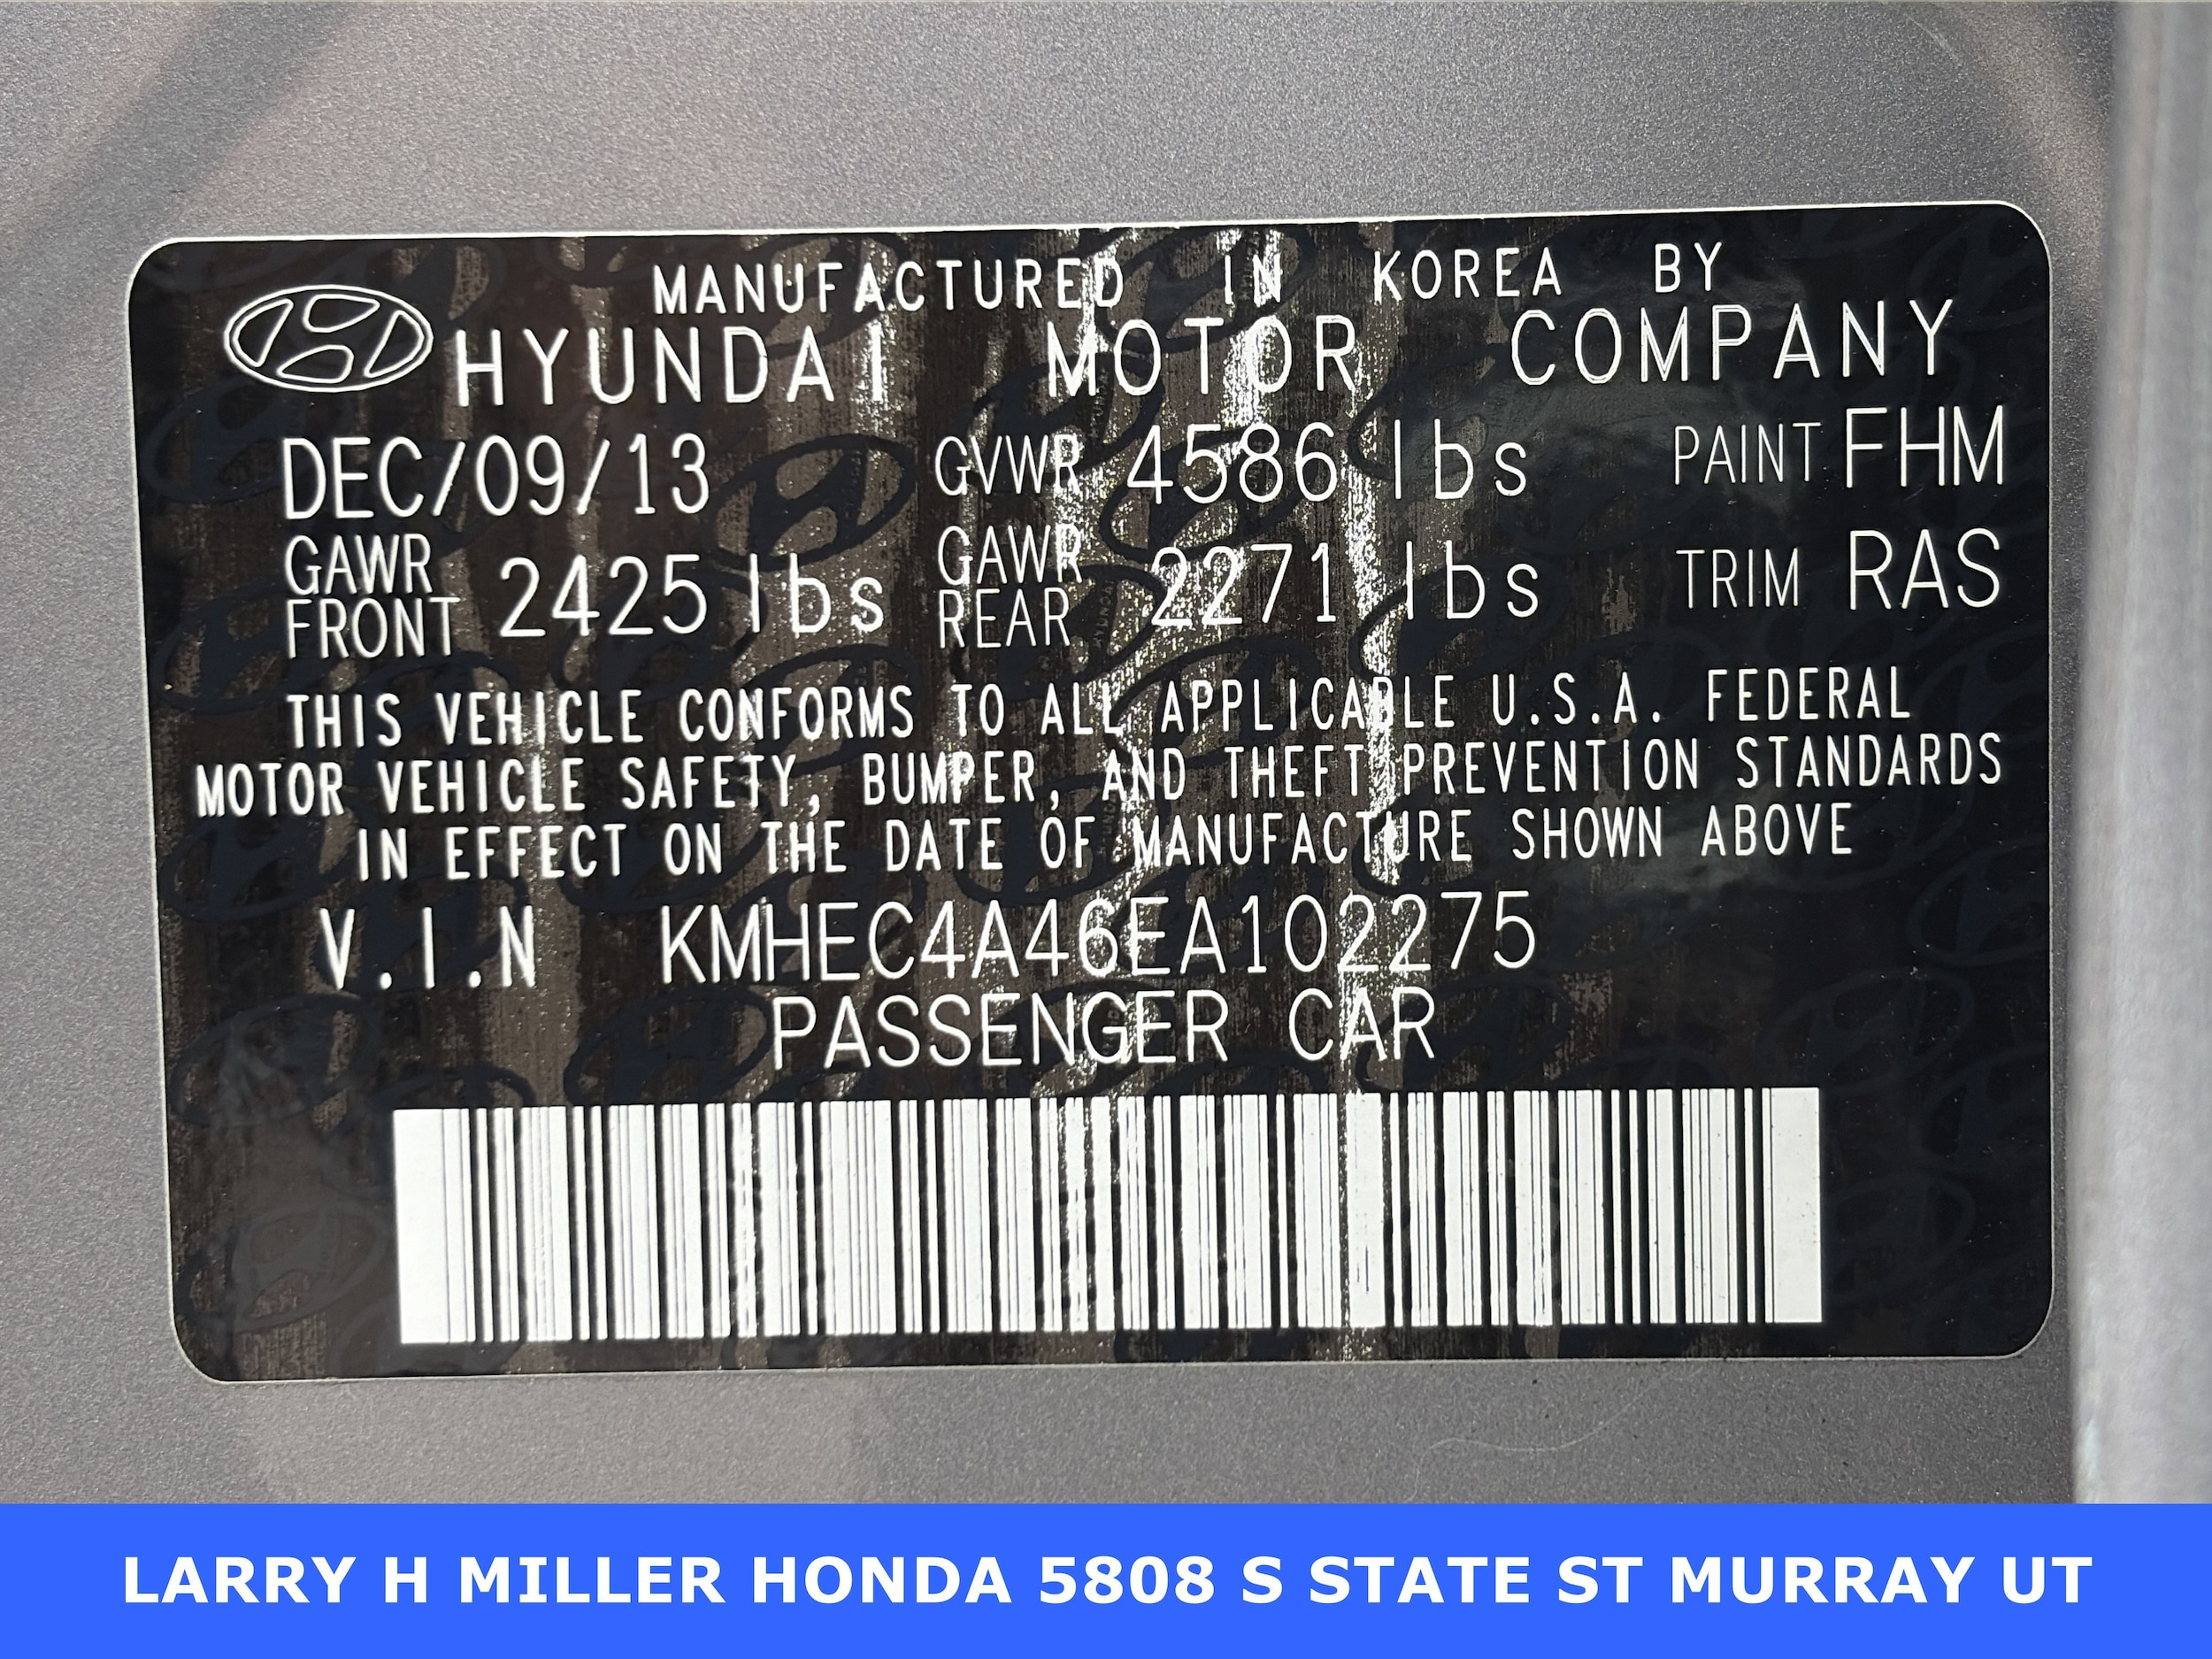 MANUFACTURED IN KOREA BY
HYUNDAI MOTOR COMPANY
DEC/09/13 GVWR 4586 lbs PAINT FHM
GAWR FRONT 2425 lbs GAWR REAR 2271 lbs TRIM RAS
THIS VEHICLE CONFORMS TO ALL APPLICABLE U.S.A. FEDERAL
MOTOR VEHICLE SAFETY, BUMPER, AND THEFT PREVENTION STANDARDS
IN EFFECT ON THE DATE OF MANUFACTURE SHOWN ABOVE
V.I.N KMHEC4A46EA102275
PASSENGER CAR
LARRY H MILLER HONDA 5808 S STATE ST MURRAY UT